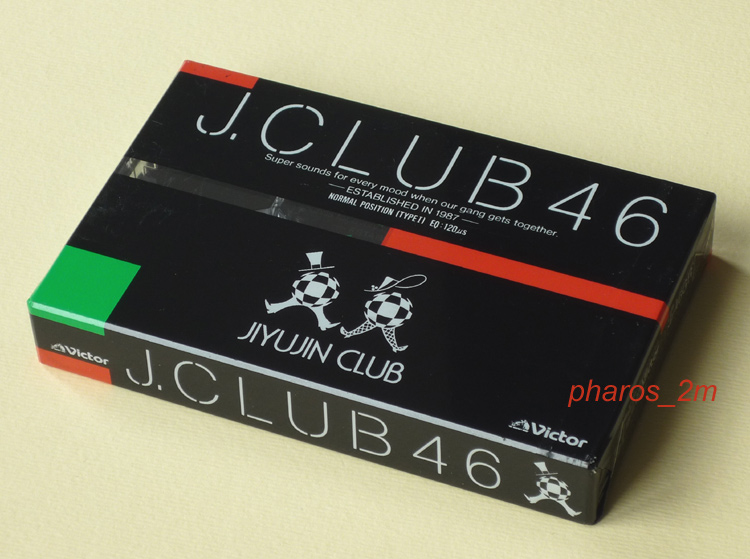 J.CLUB46
Super sounds for every mood when our gang gets together.
ESTABLISHED IN 1987
NORMAL POSITION (TYPE I) EQ:120μs
JIYUJIN CLUB
Victor
Victor
J.CLUB46
pharos_2m